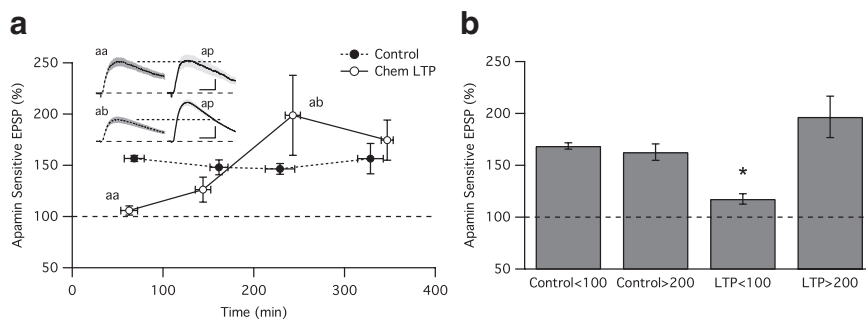 a
aa
ap
Control
Chem LTP
ab
ap
ab
aa
Apamin Sensitive EPSP (%)
250
200
150
100
50
0
100
200
300
400
Time (min)
b
Apamin Sensitive EPSP (%)
250
200
150
100
50
*
Control<100
Control>200
LTP<100
LTP>200